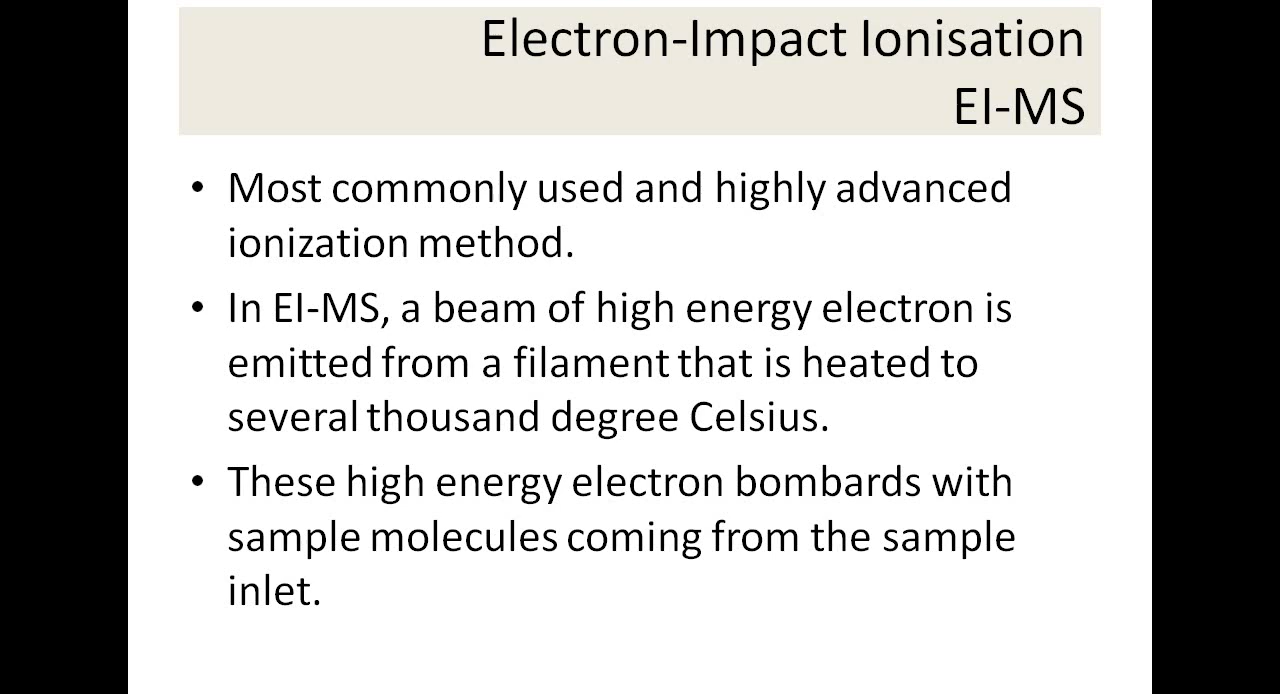 Electron-Impact Ionisation
EI-MS
• Most commonly used and highly advanced
ionization method.
• In EI-MS, a beam of high energy electron is
emitted from a filament that is heated to
several thousand degree Celsius.
• These high energy electron bombards with
sample molecules coming from the sample
inlet.